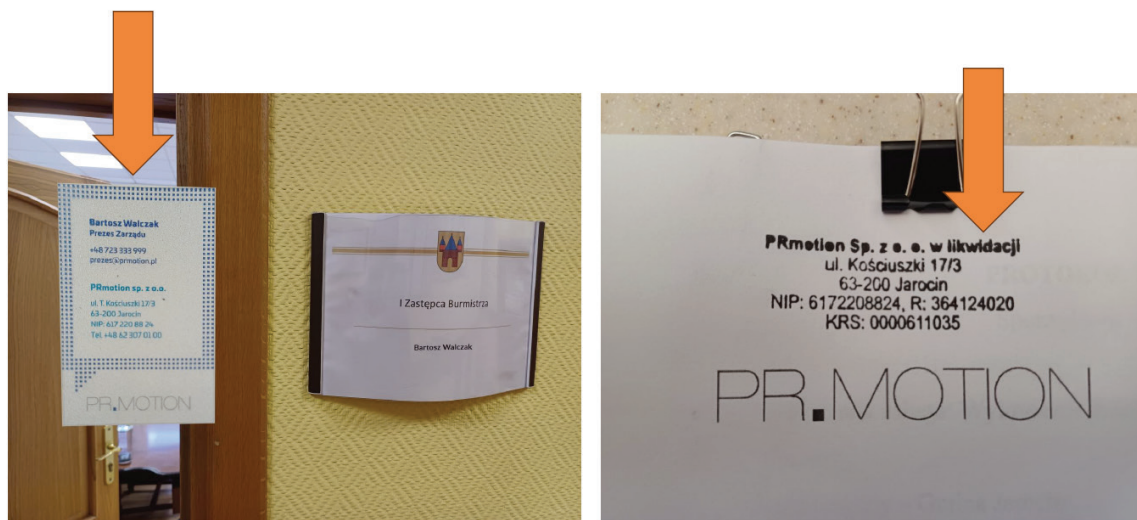 Bartosz Walczak
Prezes Zarządu
+48 723 333 999
prezes@prmotion.pl
PRmotion sp. z o.o.
ul. T. Kościuszki 17/3
63-200 Jarocin
NIP: 617 220 88 24
Tel. +48 62 307 01 00
PR.MOTION
I Zastępca Burmistrza
Bartosz Walczak
PRmotion Sp. z o. o. w likwidacji
ul. Kościuszki 17/3
63-200 Jarocin
NIP: 6172208824, R: 364124020
KRS: 0000611035
PR.MOTION